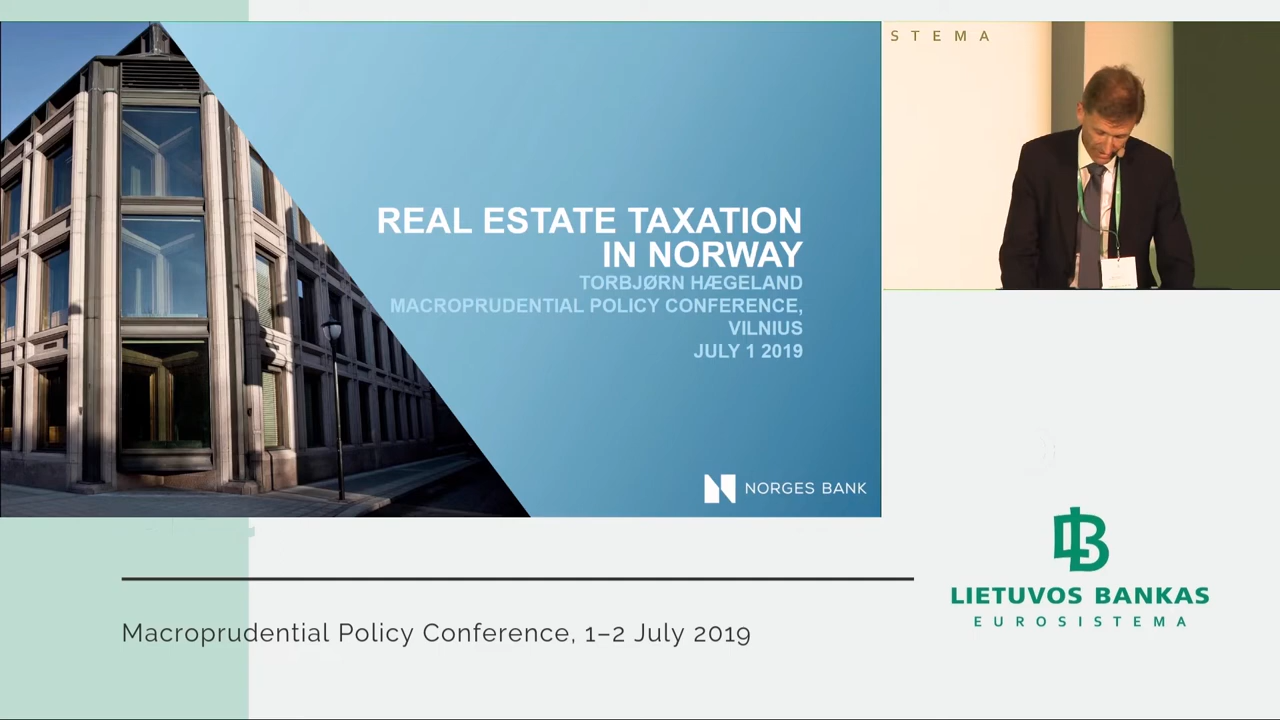 REAL ESTATE TAXATION
IN NORWAY
TORBJØRN HÆGELAND
MACROPRUDENTIAL POLICY CONFERENCE,
VILNIUS
JULY 1 2019
NORGES BANK
STEMA
LIETUVOS BANKAS
EUROSISTEMA
Macroprudential Policy Conference, 1–2 July 2019